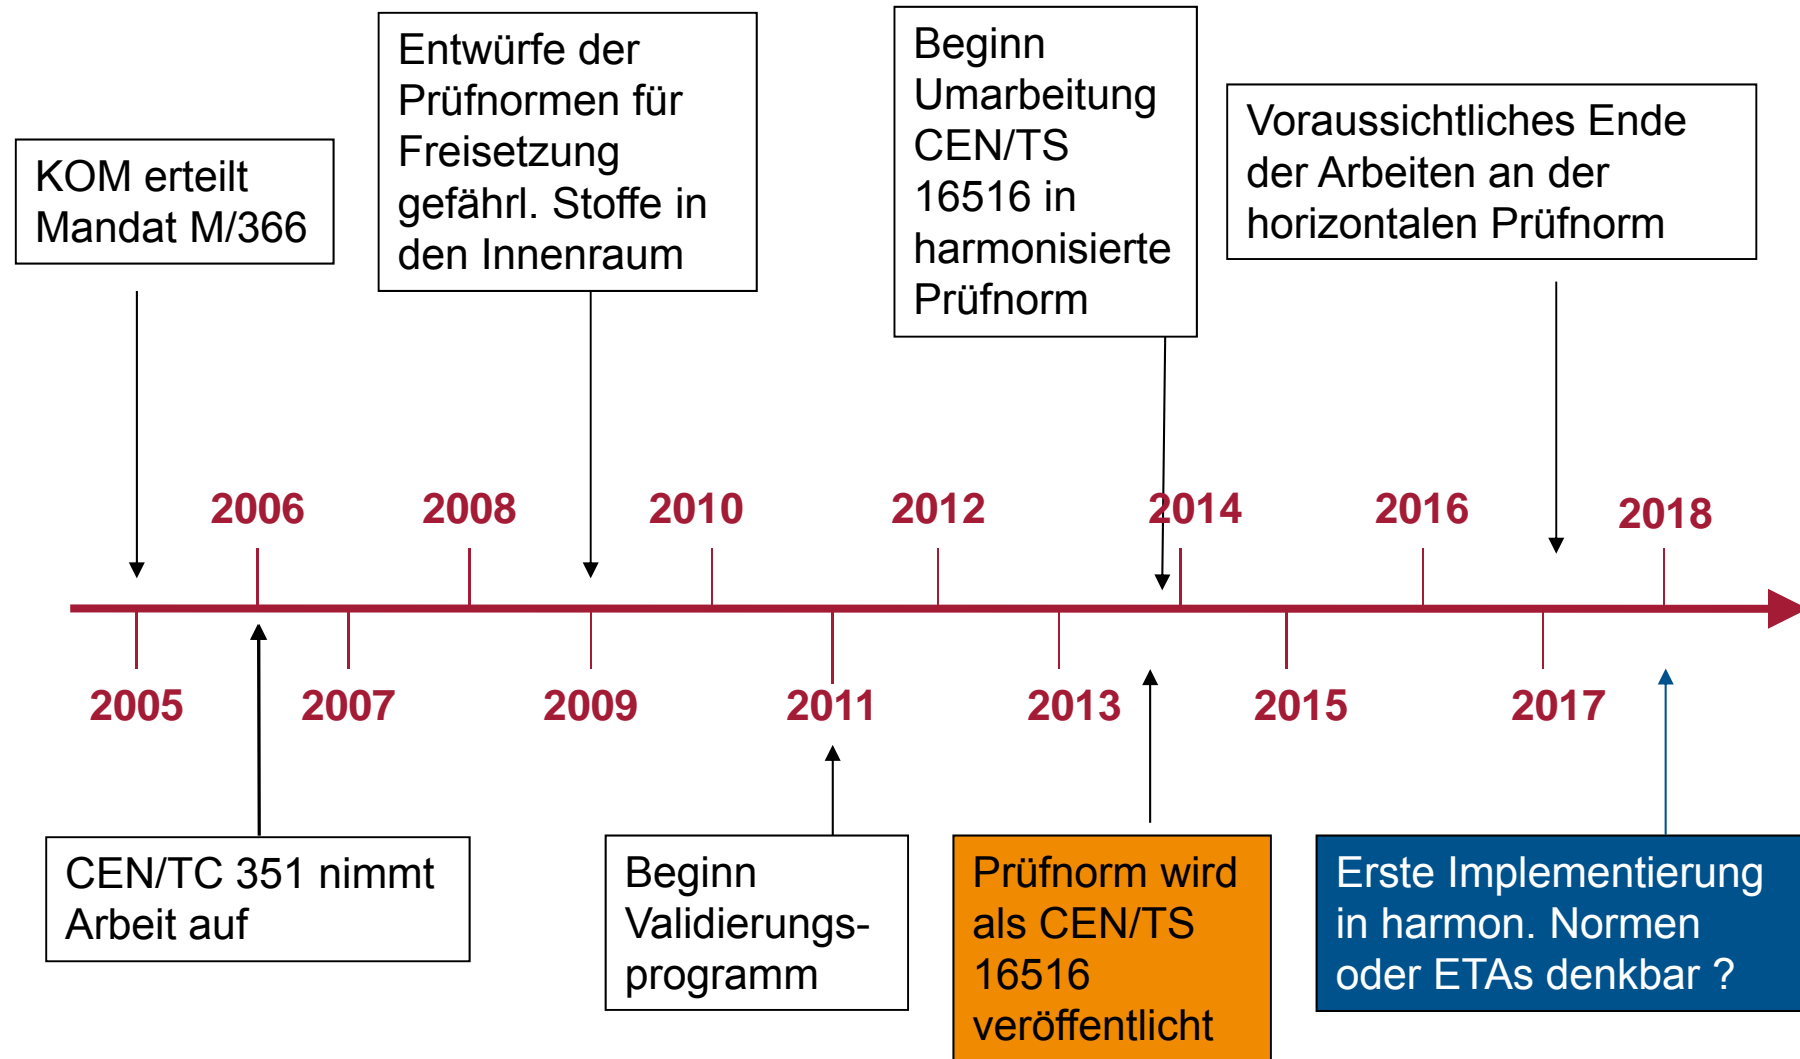 KOM erteilt
Mandat M/366
Entwürfe der
Prüfnormen für
Freisetzung
gefährl. Stoffe in
den Innenraum
Beginn
Umarbeitung
CEN/TS
16516 in
harmonisierte
Prüfnorm
Voraussichtliches Ende
der Arbeiten an der
horizontalen Prüfnorm
2006
2008
2010
2012
2014
2016
2018
2005
2007
2009
2011
2013
2015
2017
CEN/TC 351 nimmt
Arbeit auf
Beginn
Validierungs-
programm
Prüfnorm wird
als CEN/TS
16516
veröffentlicht
Erste Implementierung
in harmon. Normen
oder ETAs denkbar ?